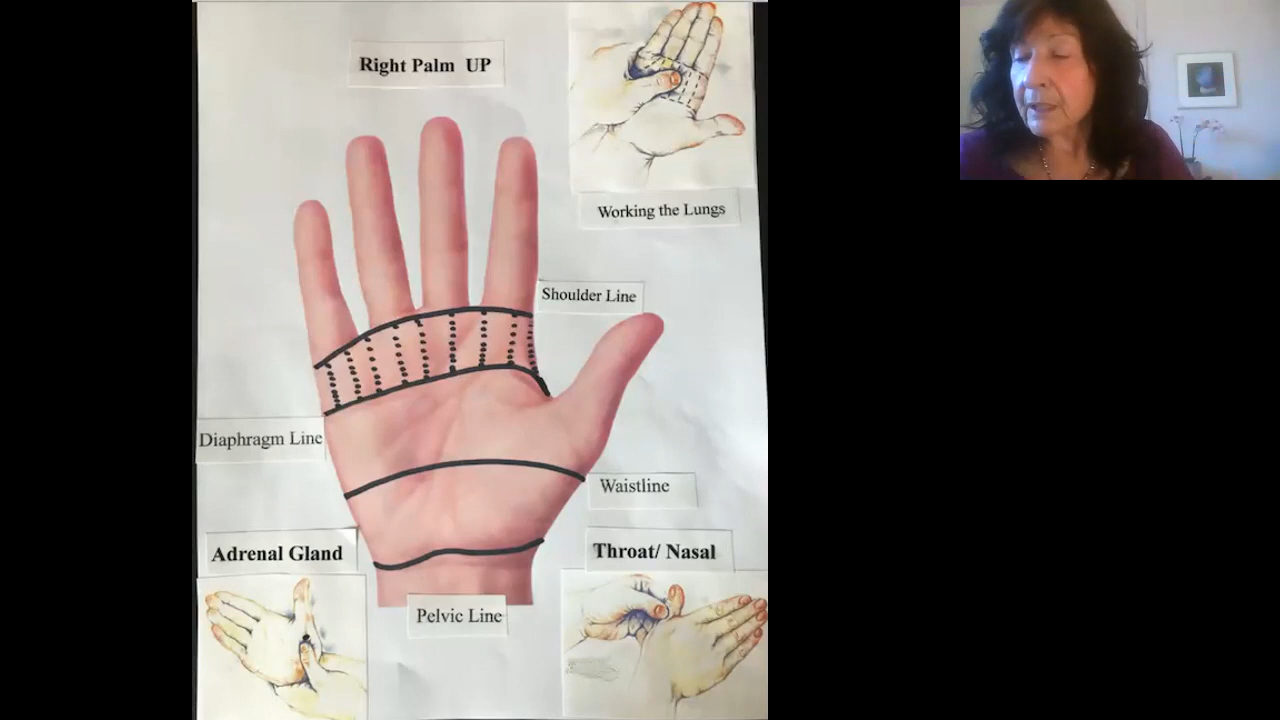 Right Palm UP
Working the Lungs
Shoulder Line
Diaphragm Line
Waistline
Adrenal Gland
Throat/ Nasal
Pelvic Line